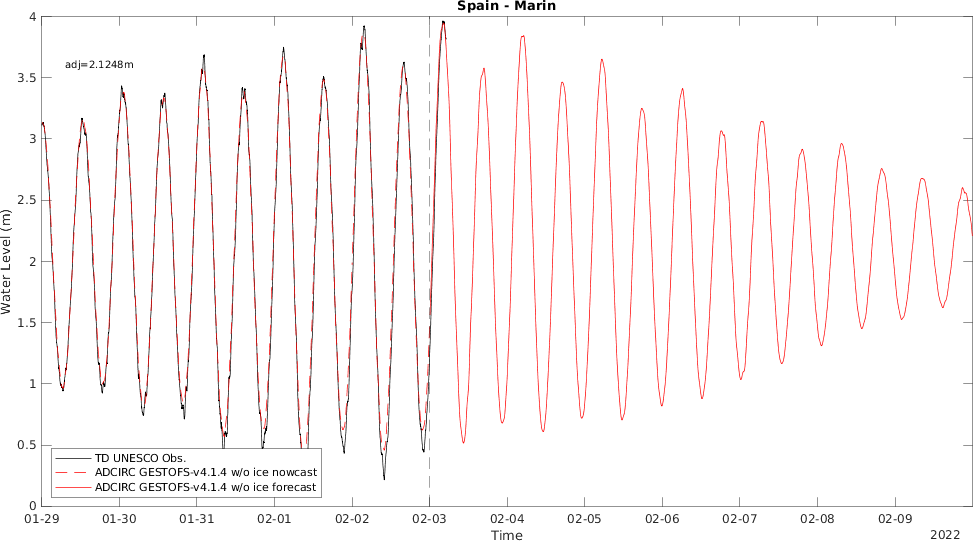 Spain - Marin
4
adj=2.1248m
3.5
3
2.5
2
Water Level (m)
1.5
1
0.5
TD UNESCO Obs.
ADCIRC GESTOFS-v4.1.4 w/o ice nowcast
ADCIRC GESTOFS-v4.1.4 w/o ice forecast
0
01-29 01-30 01-31 02-01 02-02 02-03 02-04 02-05 02-06 02-07 02-08 02-09
Time
2022